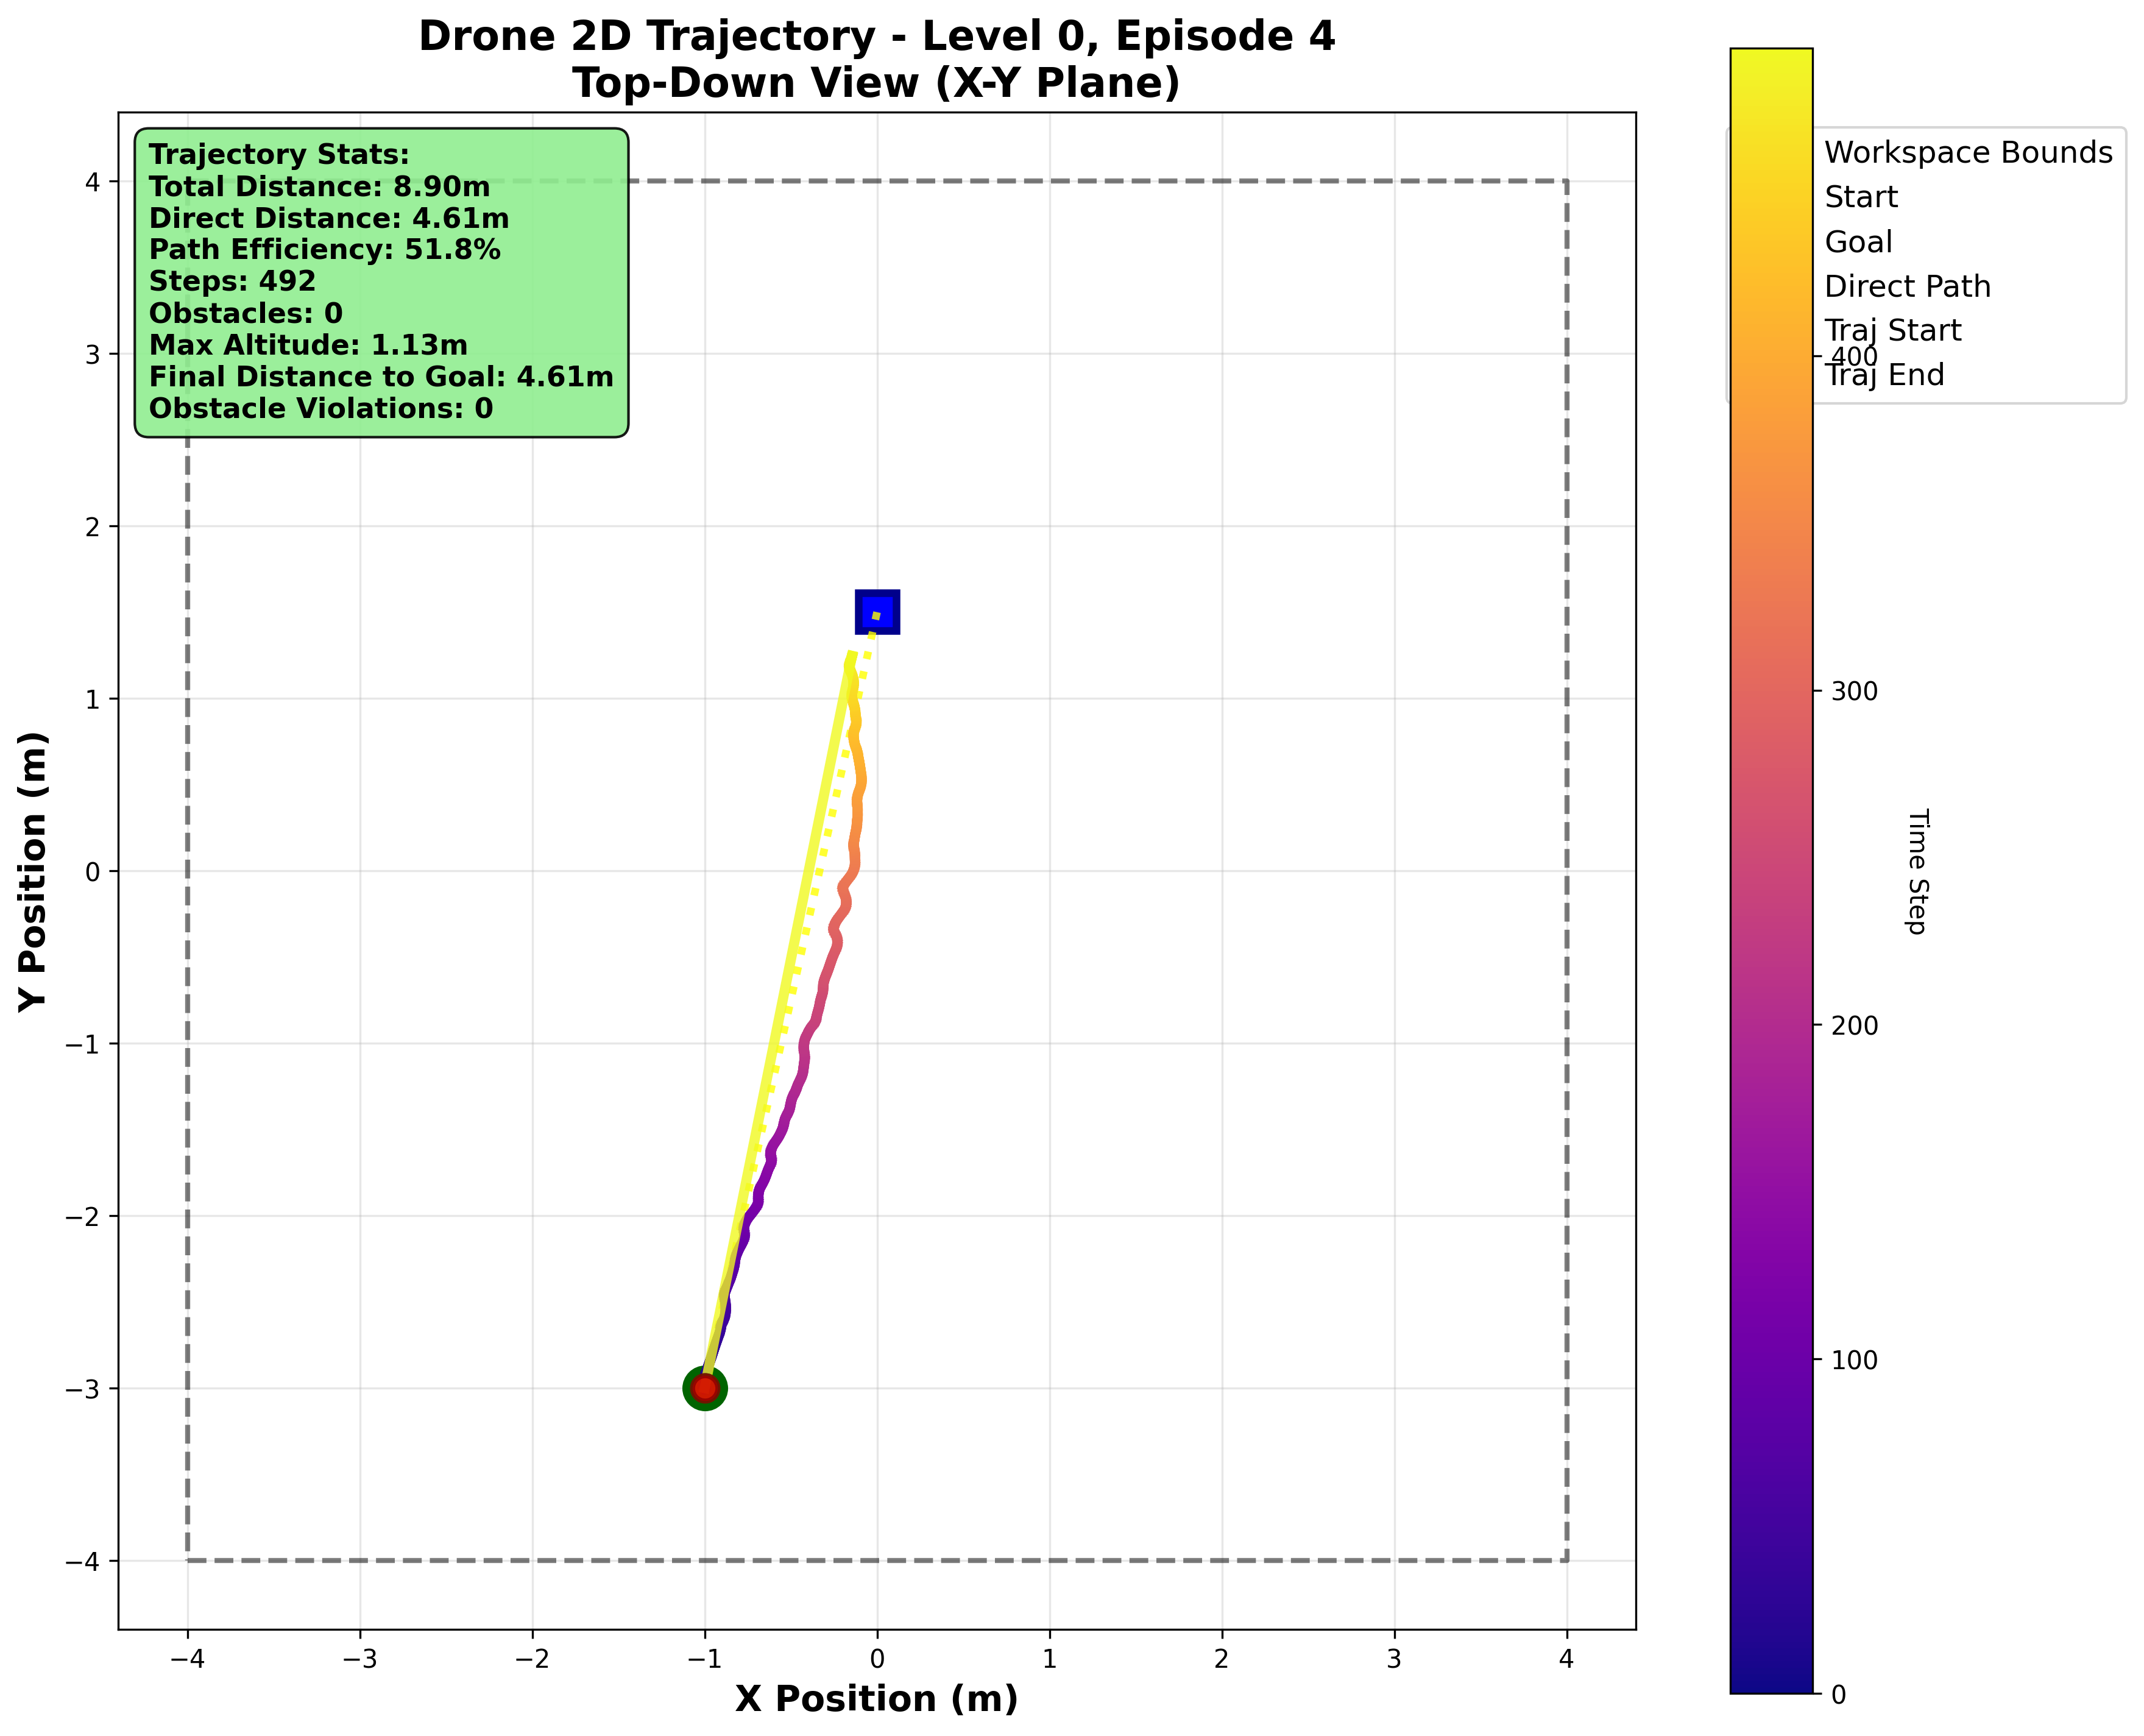 Drone 2D Trajectory - Level 0, Episode 4
Top-Down View (X-Y Plane)
Trajectory Stats:
Total Distance: 8.90m
Direct Distance: 4.61m
Path Efficiency: 51.8%
Steps: 492
Obstacles: 0
Max Altitude: 1.13m
Final Distance to Goal: 4.61m
Obstacle Violations: 0
Workspace Bounds
Start
Goal
Direct Path
Traj Start
Traj End
400
300
200
100
0
Time Step
4
3
2
1
0
−1
−2
−3
−4
Y Position (m)
−4
−3
−2
−1
0
1
2
3
4
X Position (m)